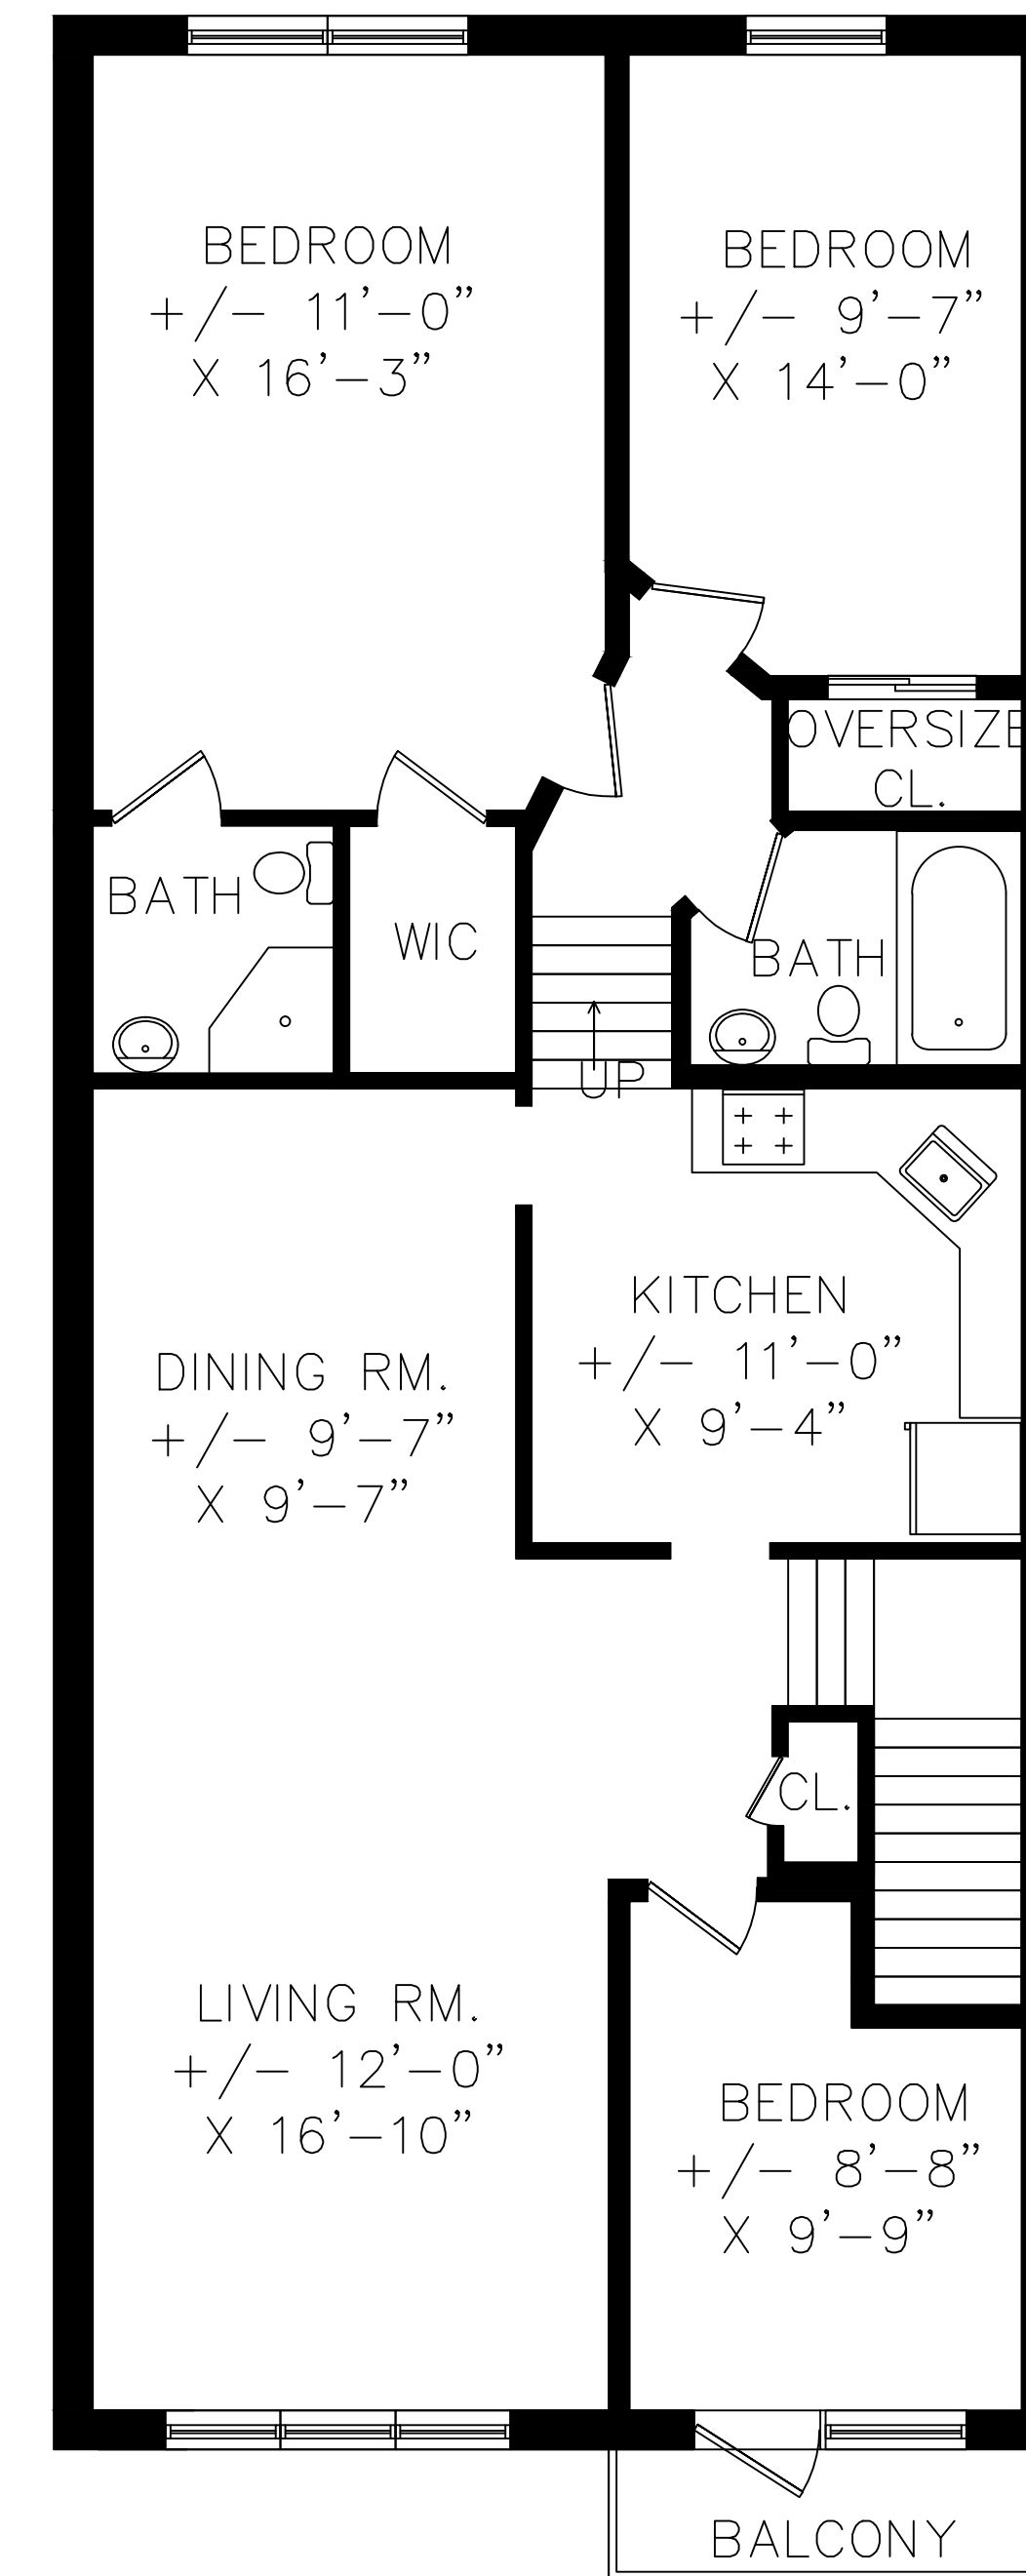 BEDROOM
+/- 11'-0"
X 16'-3"
BEDROOM
+/- 9'-7"
X 14'-0"
OVERSIZE
CL.
BATH
WIC
BATH
UP
KITCHEN
+/- 11'-0"
X 9'-4"
DINING RM.
+/- 9'-7"
X 9'-7"
CL.
LIVING RM.
+/- 12'-0"
X 16'-10"
BEDROOM
+/- 8'-8"
X 9'-9"
BALCONY